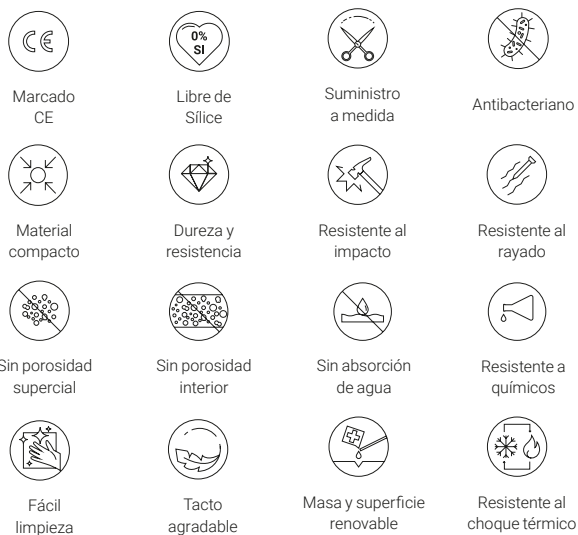 CE
0%
SI
Marcado
CE
Libre de
Sílice
Suministro
a medida
Antibacteriano
Material
compacto
Dureza y
resistencia
Resistente al
impacto
Resistente al
rayado
Sin porosidad
supercial
Sin porosidad
interior
Sin absorción
de agua
Resistente a
químicos
Fácil
limpieza
Tacto
agradable
Masa y superficie
renovable
Resistente al
choque térmico